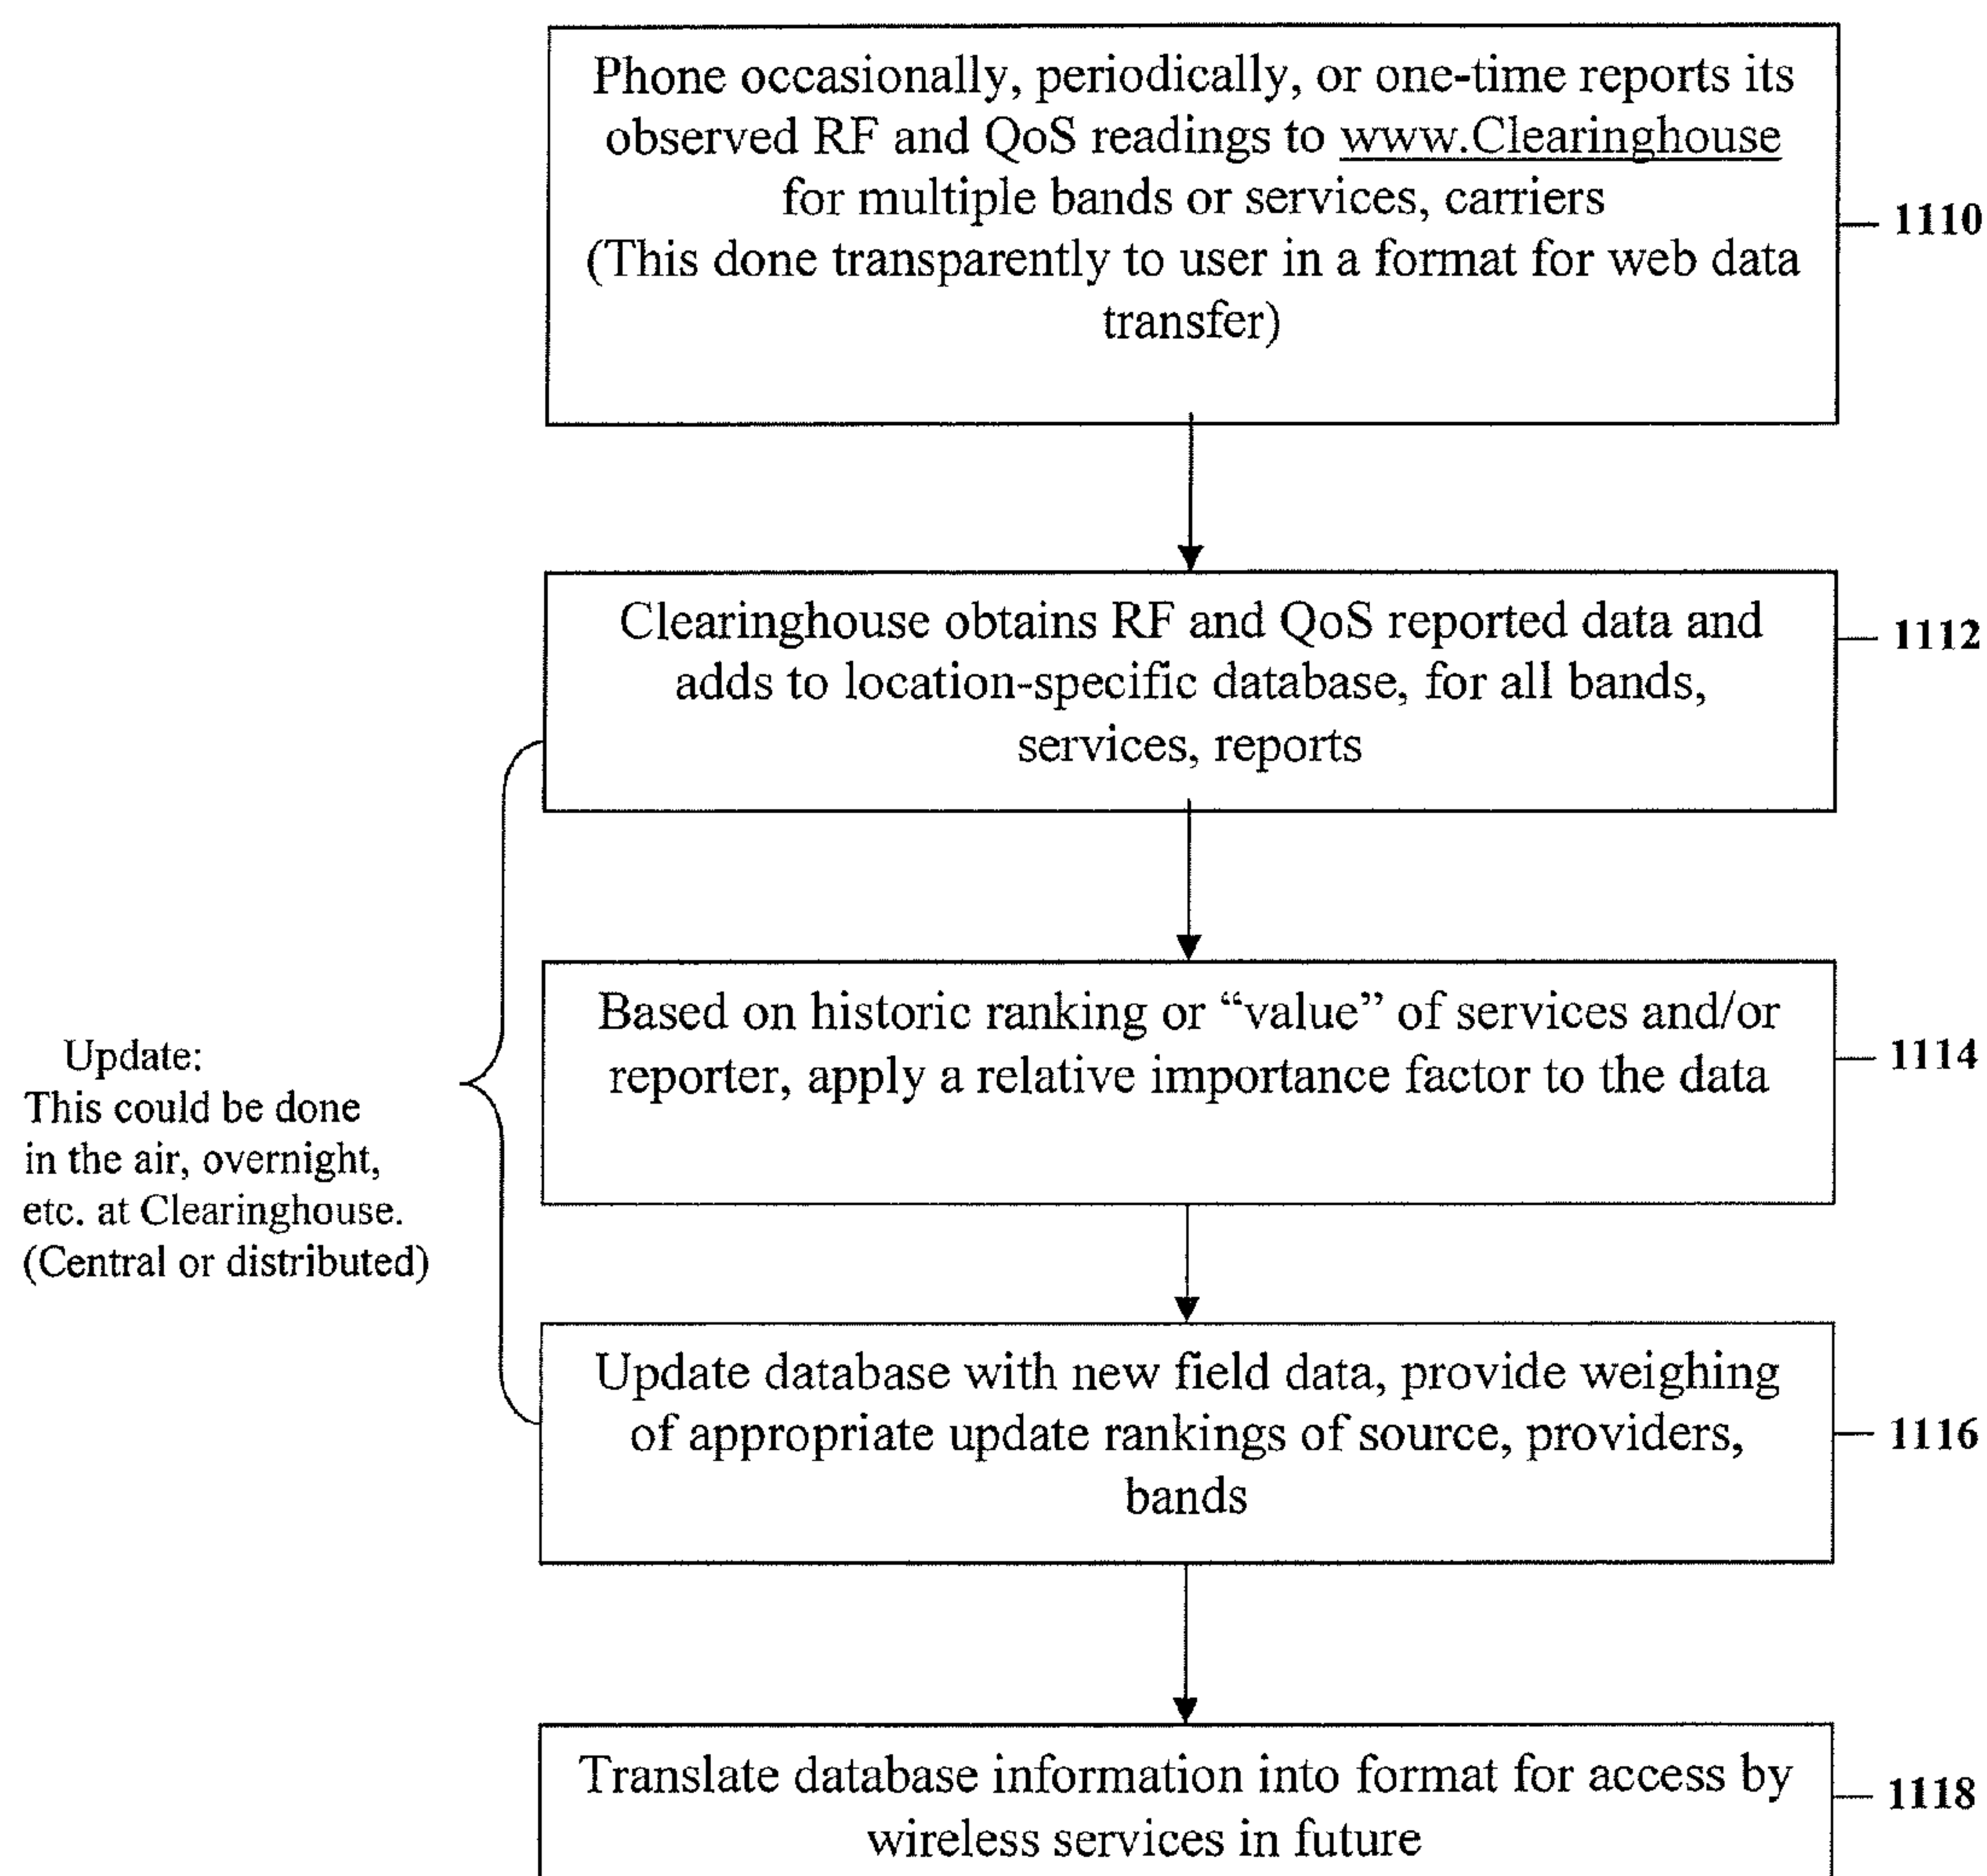 Phone occasionally, periodically, or one-time reports its
observed RF and QoS readings to www.Clearinghouse
for multiple bands or services, carriers
(This done transparently to user in a format for web data
transfer)
1110
Clearinghouse obtains RF and QoS reported data and
adds to location-specific database, for all bands,
services, reports
1112
Based on historic ranking or “value” of services and/or
reporter, apply a relative importance factor to the data
1114
Update:
This could be done
in the air, overnight,
etc. at Clearinghouse.
(Central or distributed)
Update database with new field data, provide weighing
of appropriate update rankings of source, providers,
bands
1116
Translate database information into format for access by
wireless services in future
1118